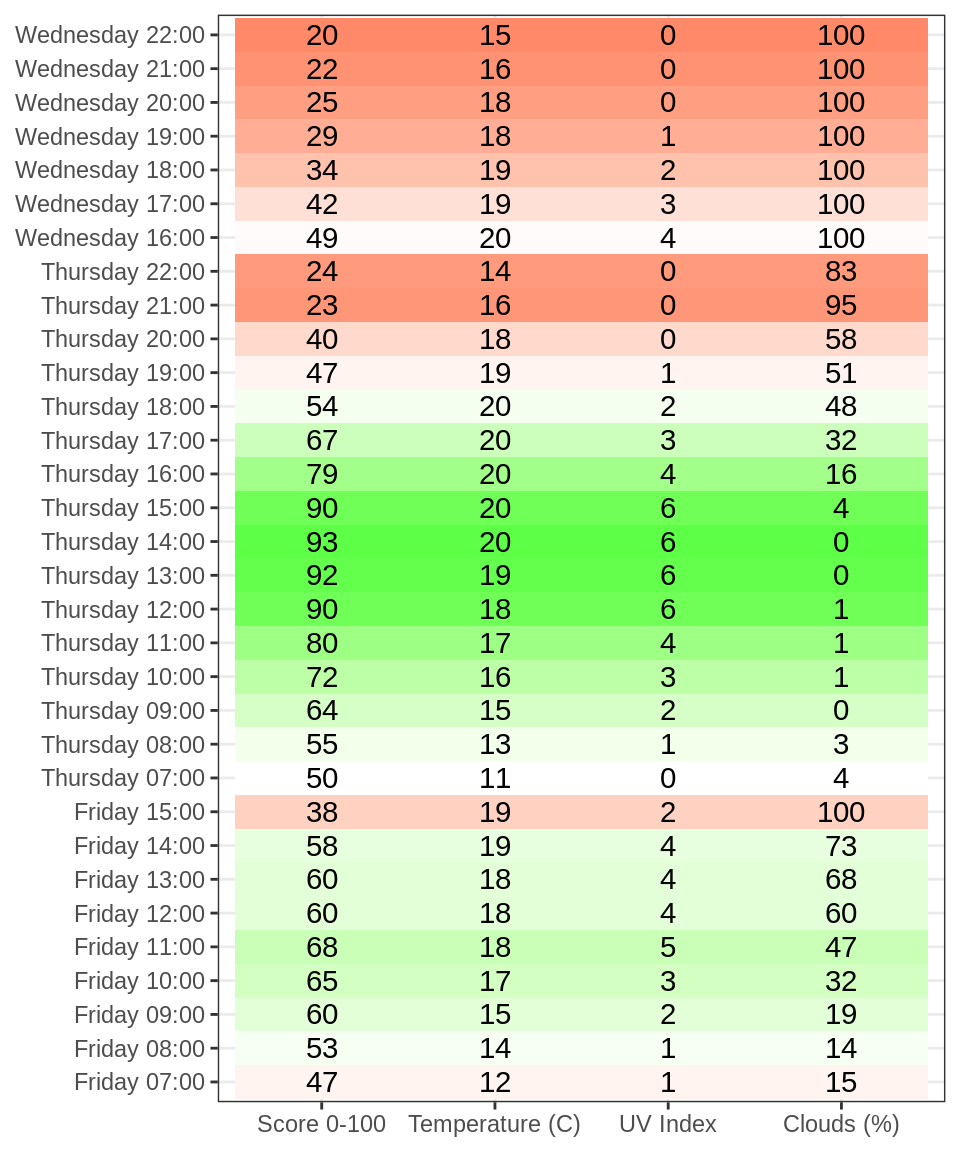 Wednesday 22:00 20 15 0 100
Wednesday 21:00 22 16 0 100
Wednesday 20:00 25 18 0 100
Wednesday 19:00 29 18 1 100
Wednesday 18:00 34 19 2 100
Wednesday 17:00 42 19 3 100
Wednesday 16:00 49 20 4 100
Thursday 22:00 24 14 0 83
Thursday 21:00 23 16 0 95
Thursday 20:00 40 18 0 58
Thursday 19:00 47 19 1 51
Thursday 18:00 54 20 2 48
Thursday 17:00 67 20 3 32
Thursday 16:00 79 20 4 16
Thursday 15:00 90 20 6 4
Thursday 14:00 93 20 6 0
Thursday 13:00 92 19 6 0
Thursday 12:00 90 18 6 1
Thursday 11:00 80 17 4 1
Thursday 10:00 72 16 3 1
Thursday 09:00 64 15 2 0
Thursday 08:00 55 13 1 3
Thursday 07:00 50 11 0 4
Friday 15:00 38 19 2 100
Friday 14:00 58 19 4 73
Friday 13:00 60 18 4 68
Friday 12:00 60 18 4 60
Friday 11:00 68 18 5 47
Friday 10:00 65 17 3 32
Friday 09:00 60 15 2 19
Friday 08:00 53 14 1 14
Friday 07:00 47 12 1 15
Score 0-100 Temperature (C) UV Index Clouds (%)